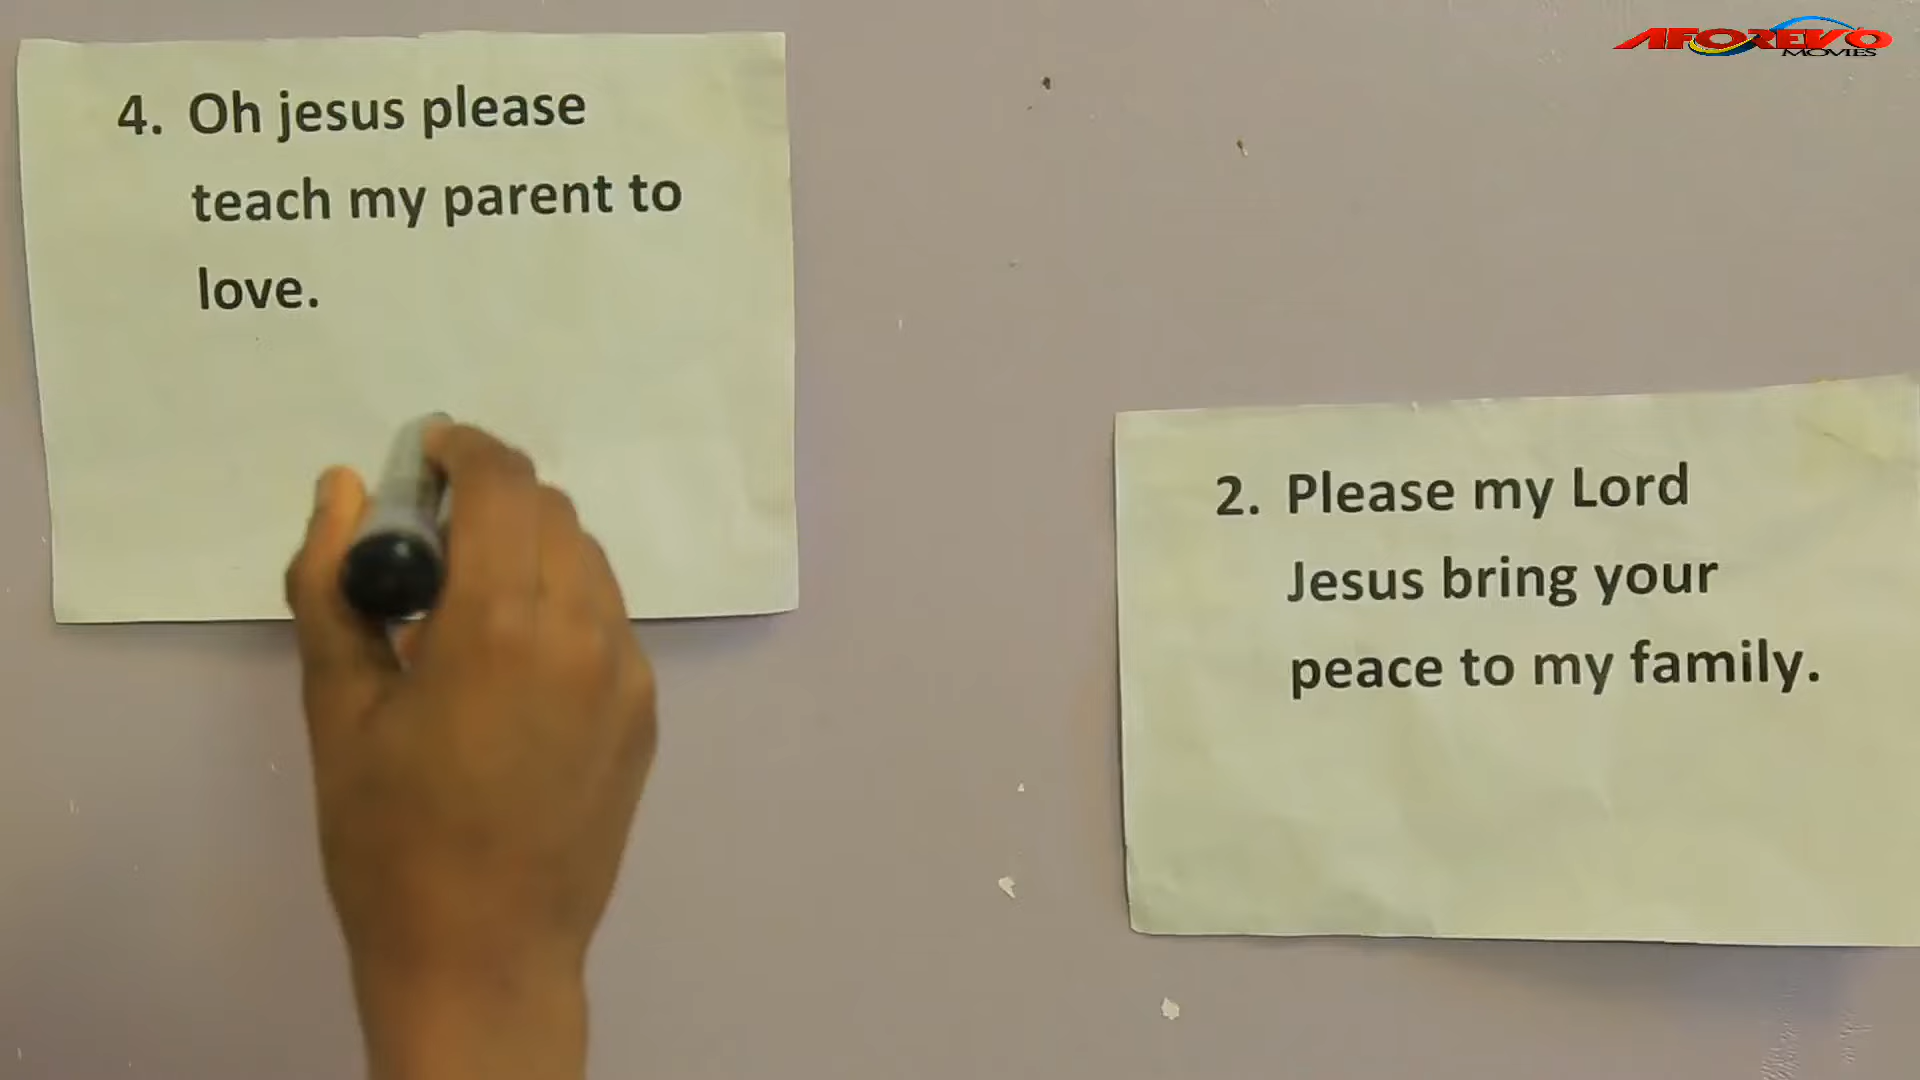 AFOREVO
MOVIES
4. Oh jesus please
teach my parent to
love.
2. Please my Lord
Jesus bring your
peace to my family.